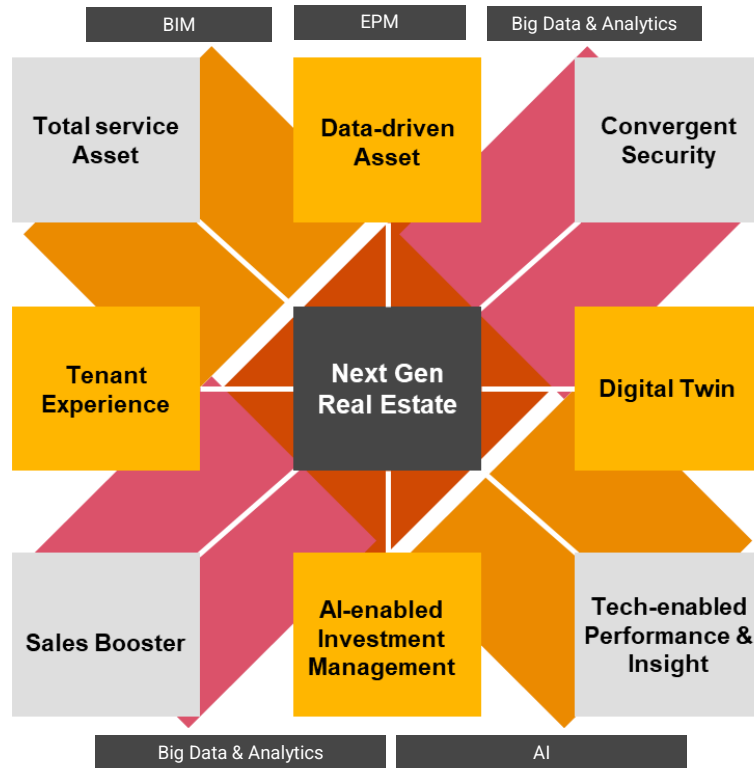 BIM
EPM
Big Data & Analytics
Total service
Asset
Data-driven
Asset
Convergent
Security
Tenant
Experience
Next Gen
Real Estate
Digital Twin
Sales Booster
AI-enabled
Investment
Management
Tech-enabled
Performance &
Insight
Big Data & Analytics
AI